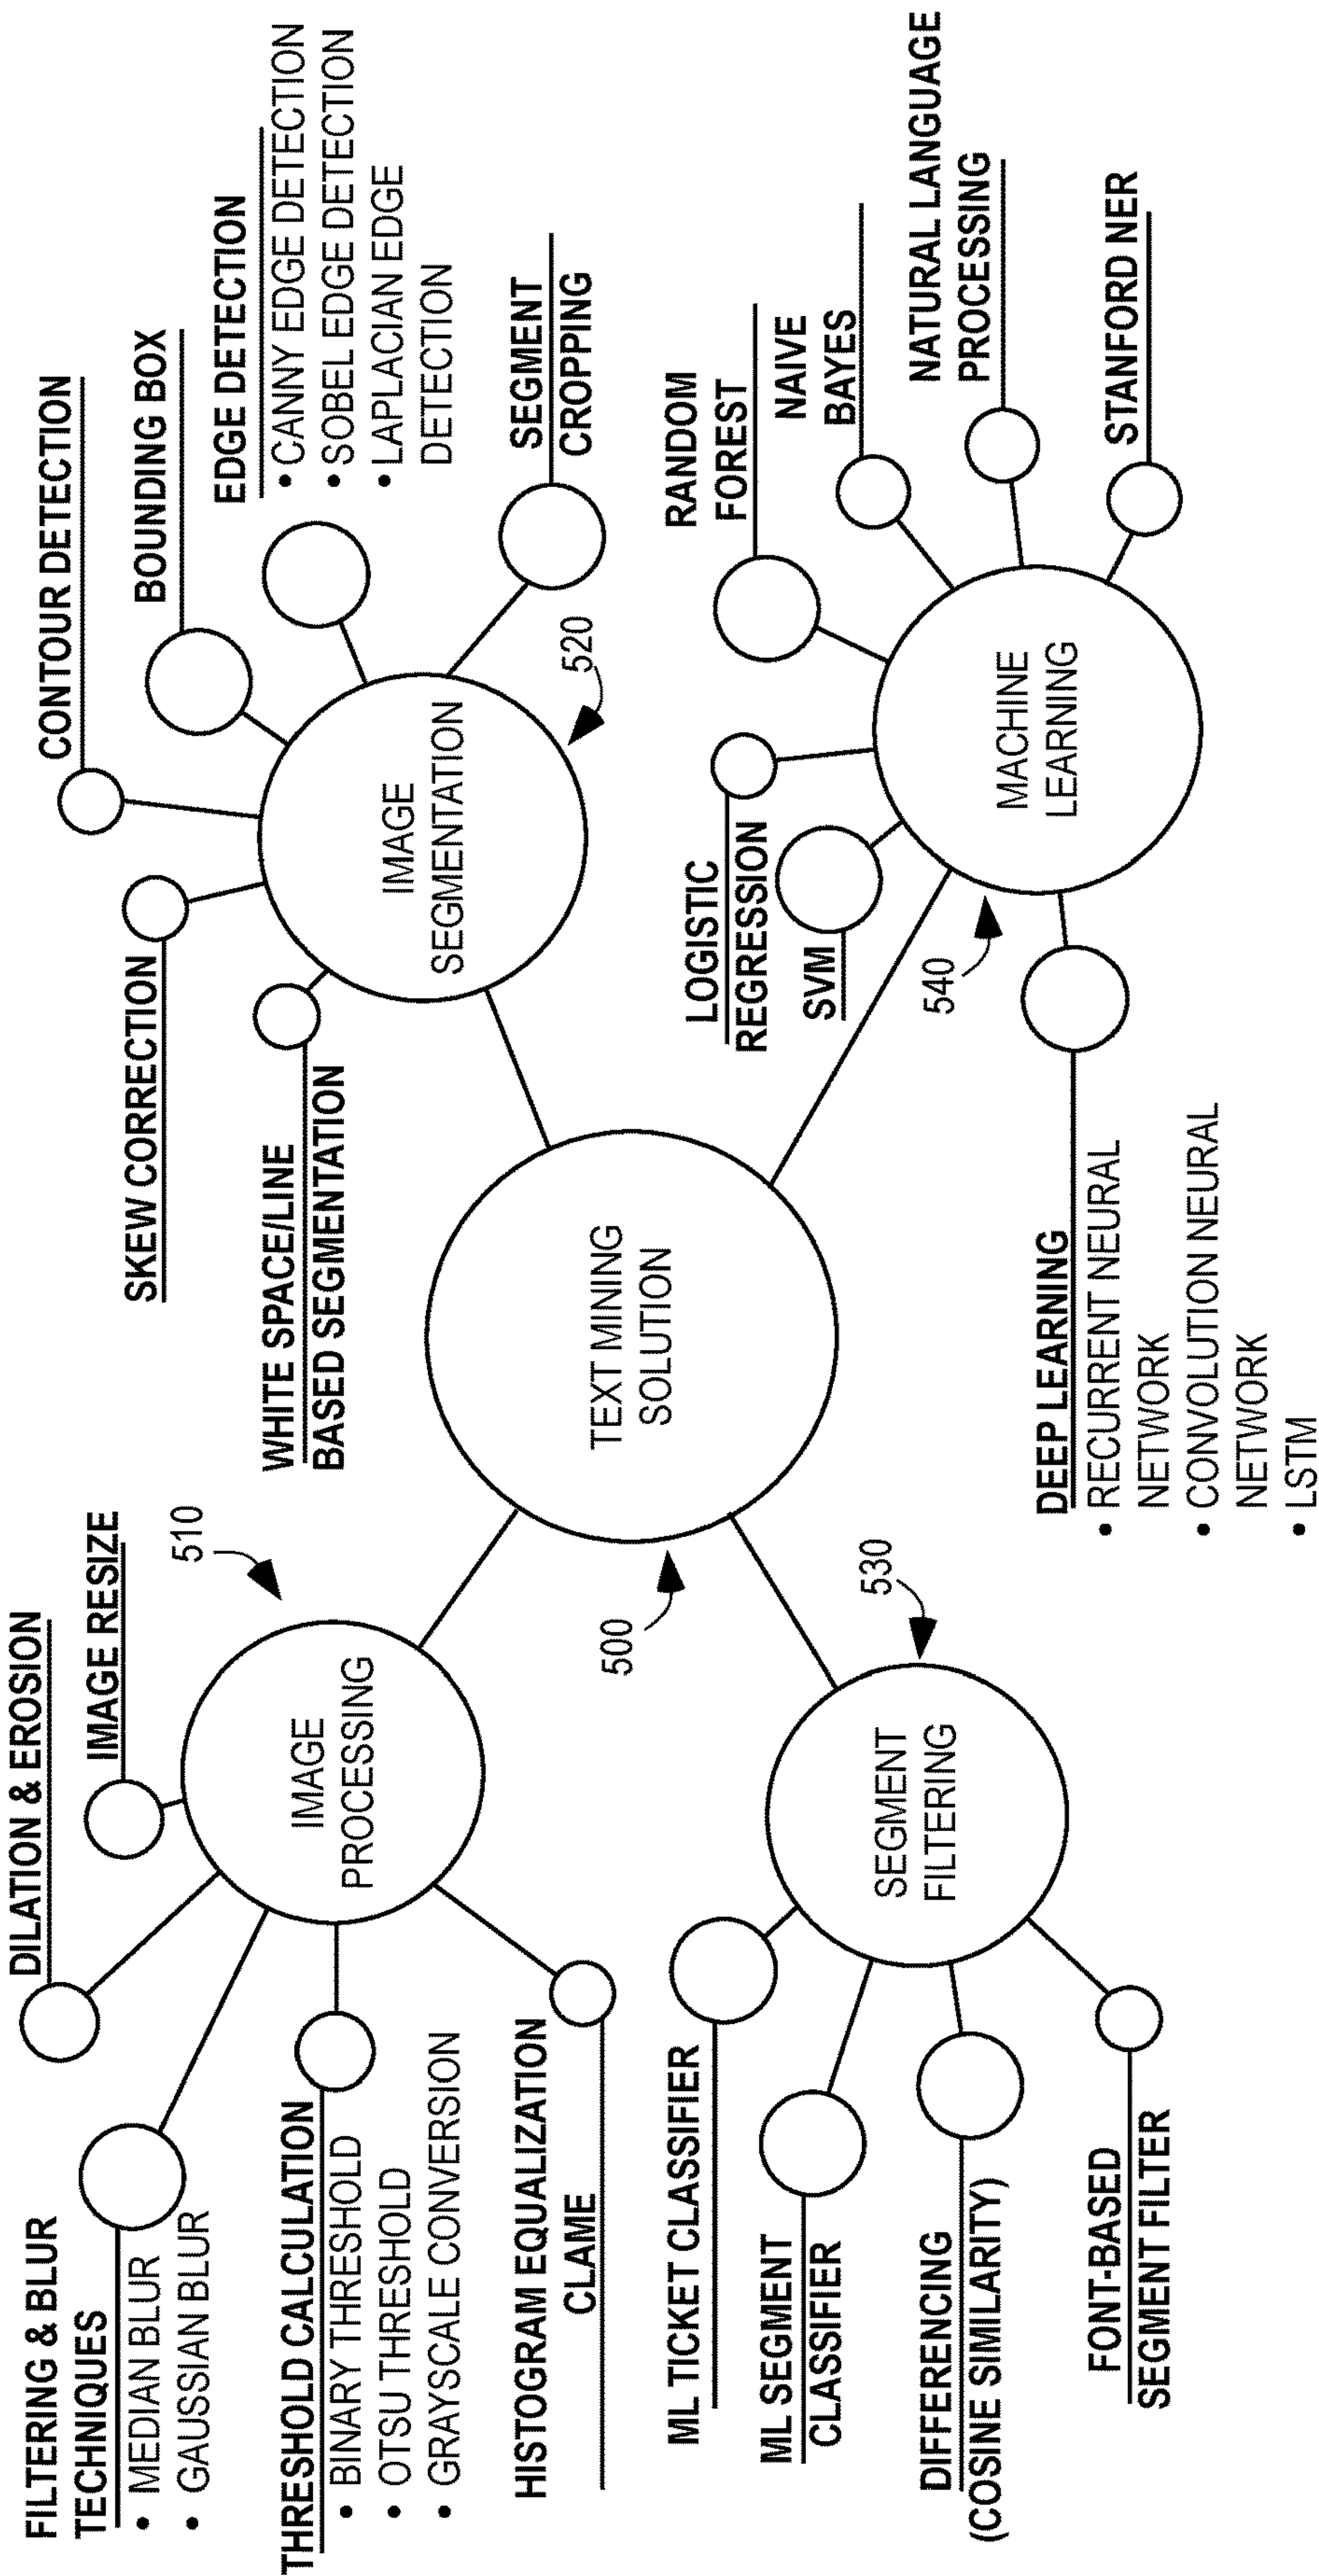 FILTERING & BLUR
TECHNIQUES
• MEDIAN BLUR
• GAUSSIAN BLUR
DILATION & EROSION
IMAGE RESIZE
510
THRESHOLD CALCULATION
• BINARY THRESHOLD
• OTSU THRESHOLD
• GRAYSCALE CONVERSION
IMAGE
PROCESSING
HISTOGRAM EQUALIZATION
CLAME
SKEW CORRECTION
CONTOUR DETECTION
BOUNDING BOX
EDGE DETECTION
• CANNY EDGE DETECTION
• SOBEL EDGE DETECTION
• LAPLACIAN EDGE
DETECTION
WHITE SPACE/LINE
BASED SEGMENTATION
IMAGE
SEGMENTATION
SEGMENT
CROPPING
520
TEXT MINING
SOLUTION
500
ML TICKET CLASSIFIER
ML SEGMENT
CLASSIFIER
DIFFERENCING
(COSINE SIMILARITY)
FONT-BASED
SEGMENT FILTER
SEGMENT
FILTERING
530
LOGISTIC
REGRESSION
SVM
RANDOM
FOREST
NAIVE
BAYES
NATURAL LANGUAGE
PROCESSING
STANFORD NER
540
MACHINE
LEARNING
DEEP LEARNING
• RECURRENT NEURAL
NETWORK
• CONVOLUTION NEURAL
NETWORK
• LSTM